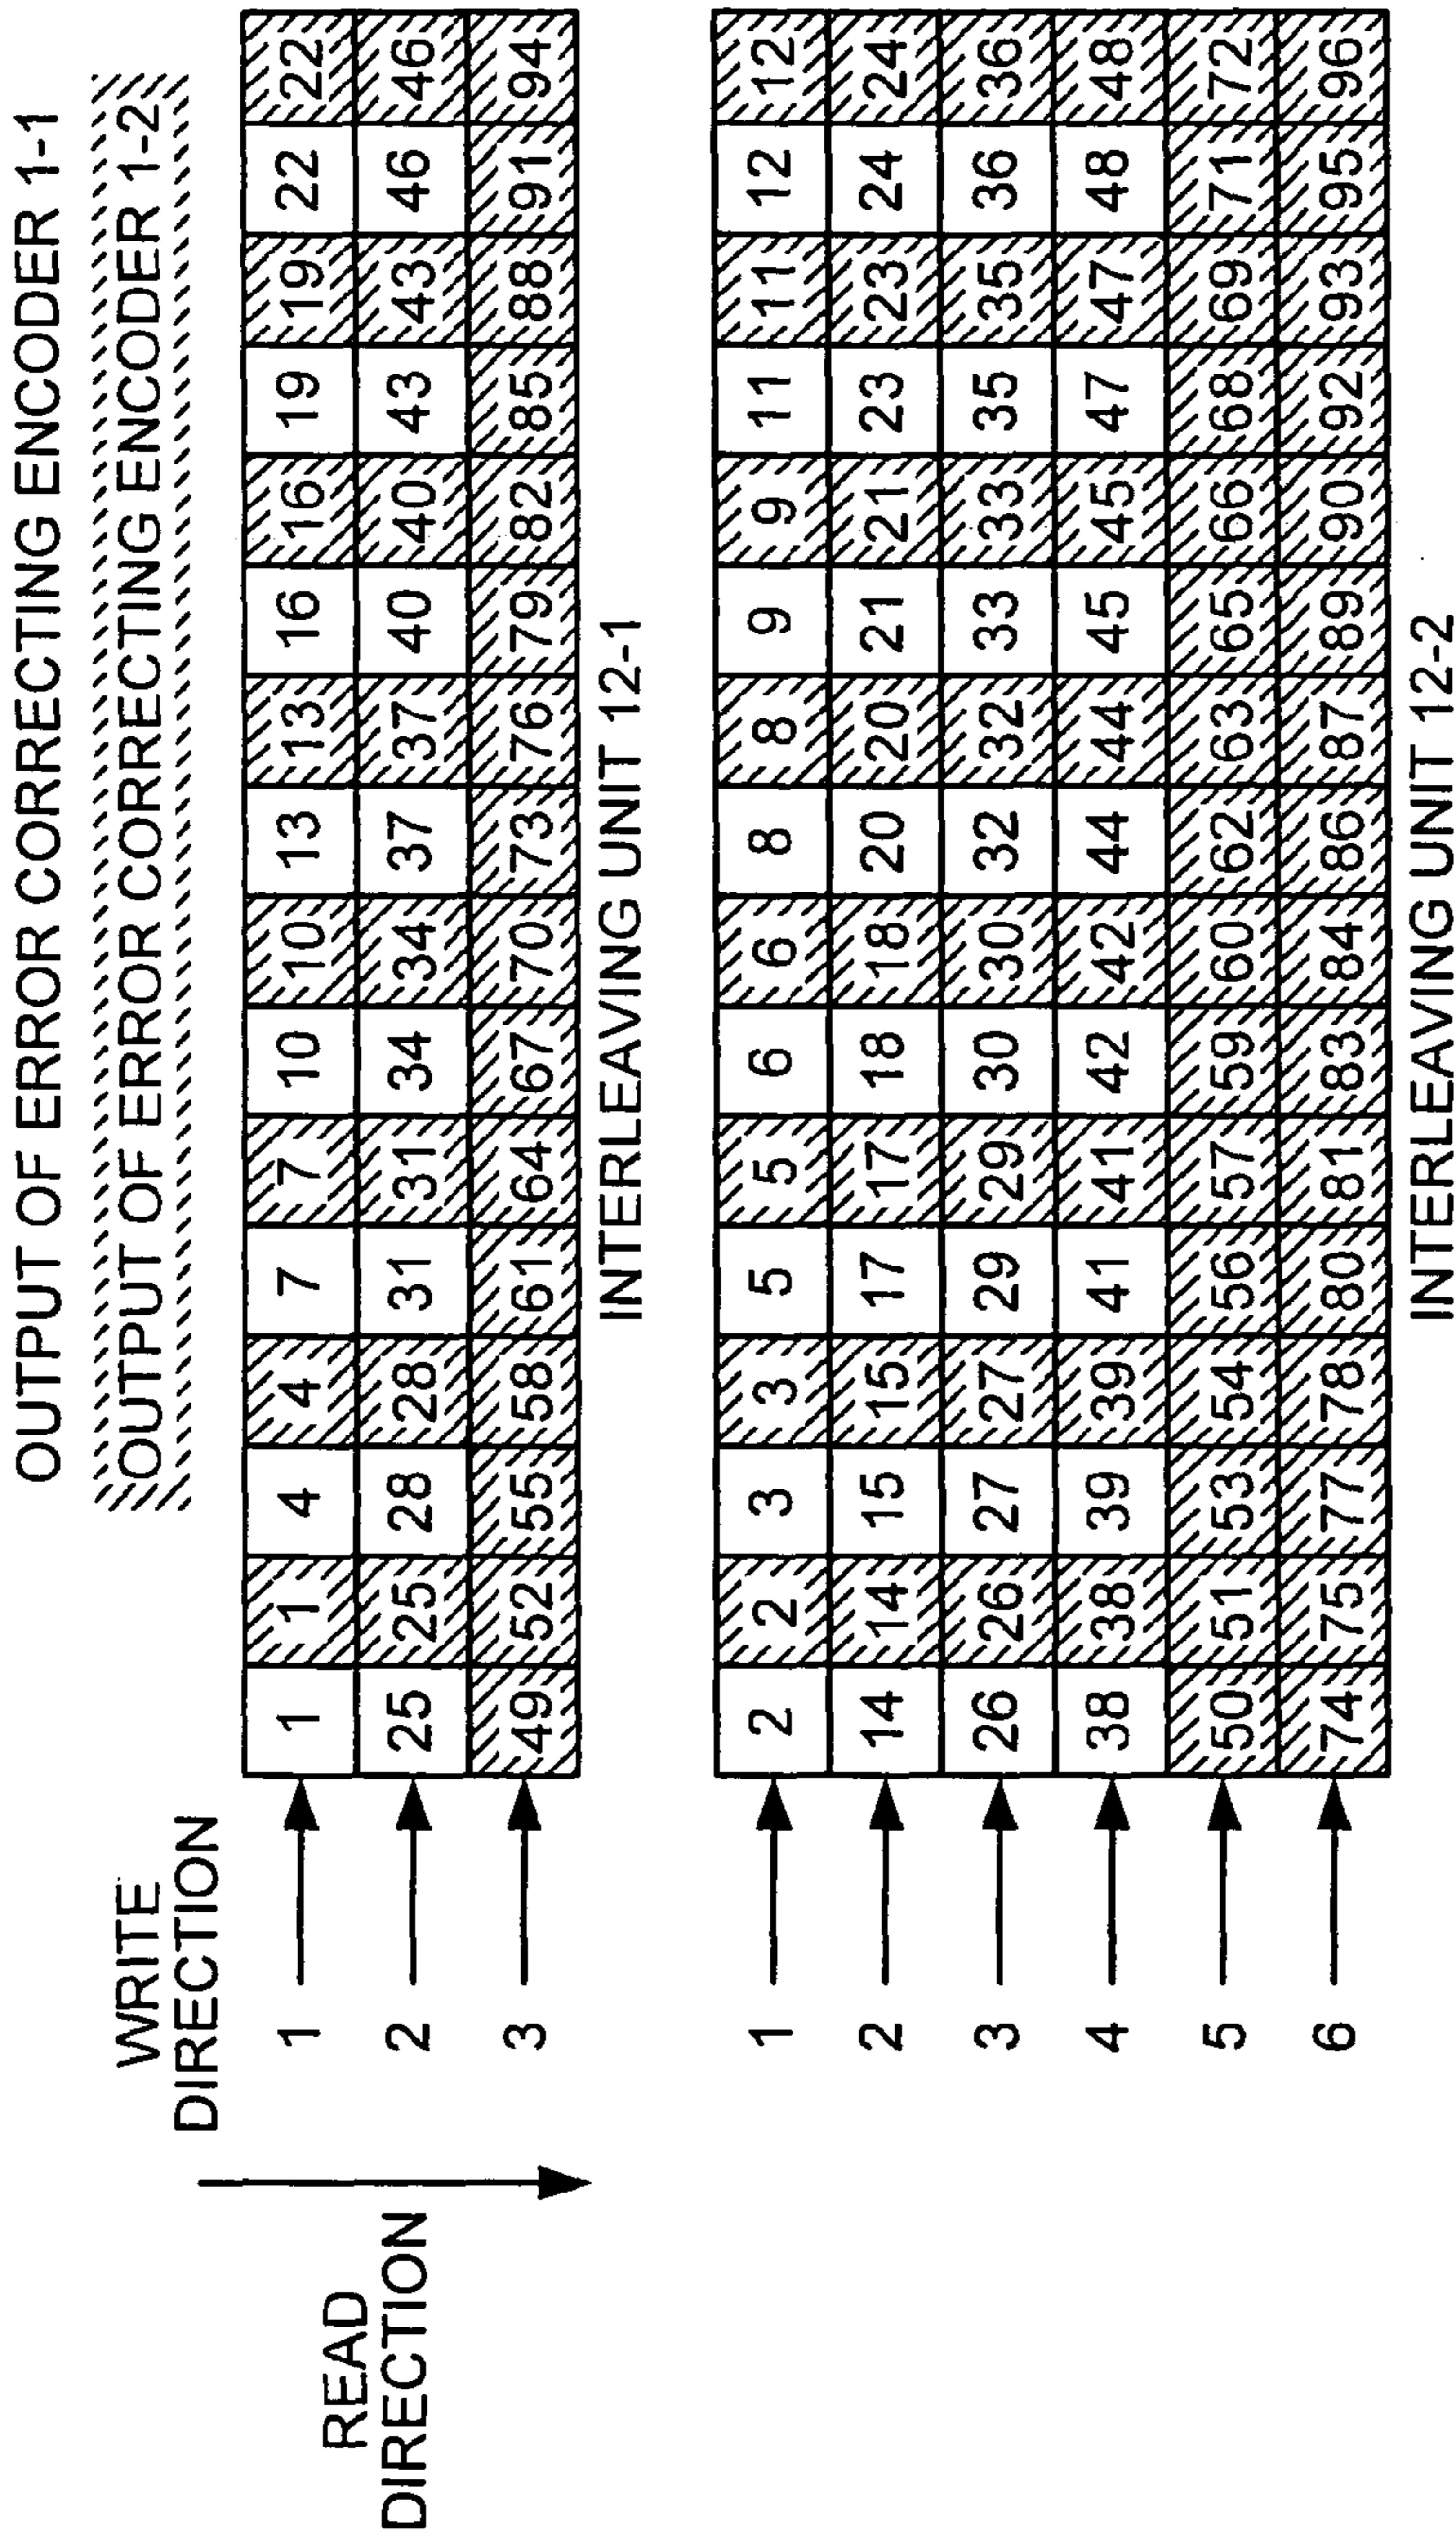 OUTPUT OF ERROR CORRECTING ENCODER 1-1
OUTPUT OF ERROR CORRECTING ENCODER 1-2
WRITE
DIRECTION
READ
DIRECTION
1 1 1 4 4 7 7 10 10 13 13 16 16 19 19 22 22
2 25 25 28 28 31 31 34 34 37 37 40 40 43 43 46 46
3 49 52 55 58 61 64 67 70 73 76 79 82 85 88 91 94
INTERLEAVING UNIT 12-1
1 2 2 3 3 5 5 6 6 8 8 9 9 11 11 12 12
2 14 14 15 15 17 17 18 18 20 20 21 21 23 23 24 24
3 26 26 27 27 29 29 30 30 32 32 33 33 35 35 36 36
4 38 38 39 39 41 41 42 42 44 44 45 45 47 47 48 48
5 50 51 53 54 56 57 59 60 62 63 65 66 68 69 71 72
6 74 75 77 78 80 81 83 84 86 87 89 90 92 93 95 96
INTERLEAVING UNIT 12-2